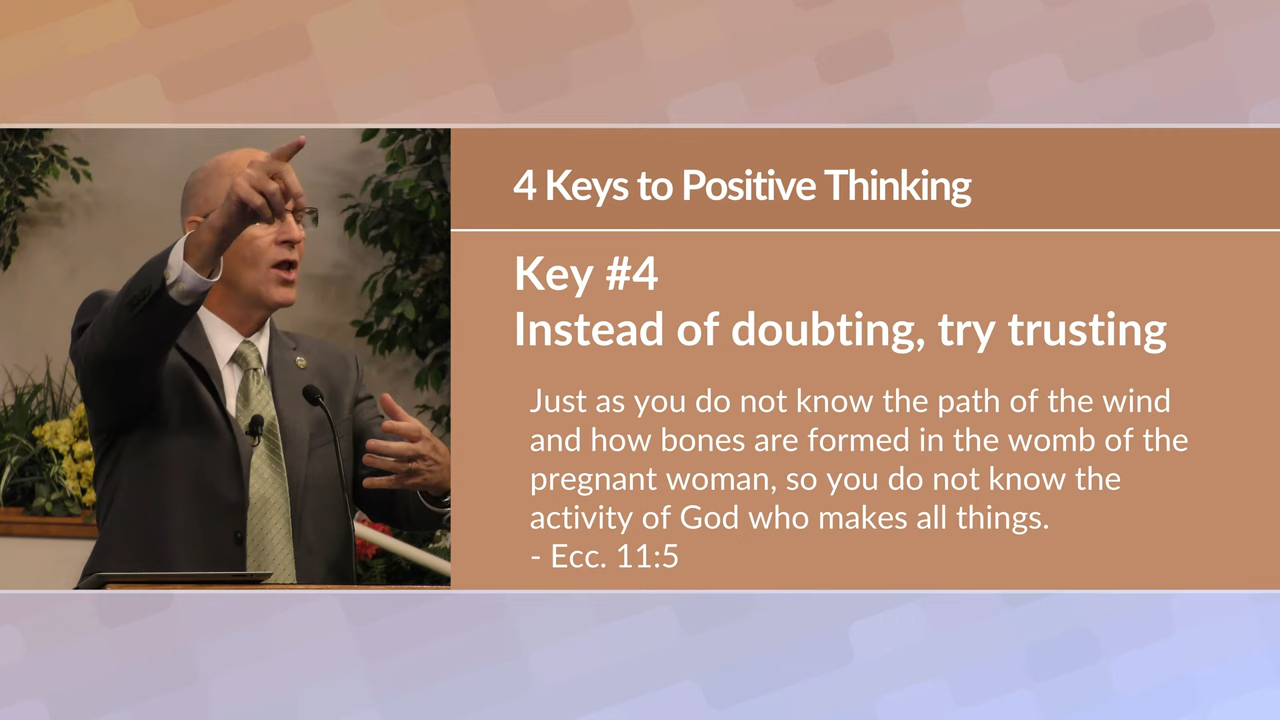 4 Keys to Positive Thinking
Key #4
Instead of doubting, try trusting
Just as you do not know the path of the wind
and how bones are formed in the womb of the
pregnant woman, so you do not know the
activity of God who makes all things.
- Ecc. 11:5